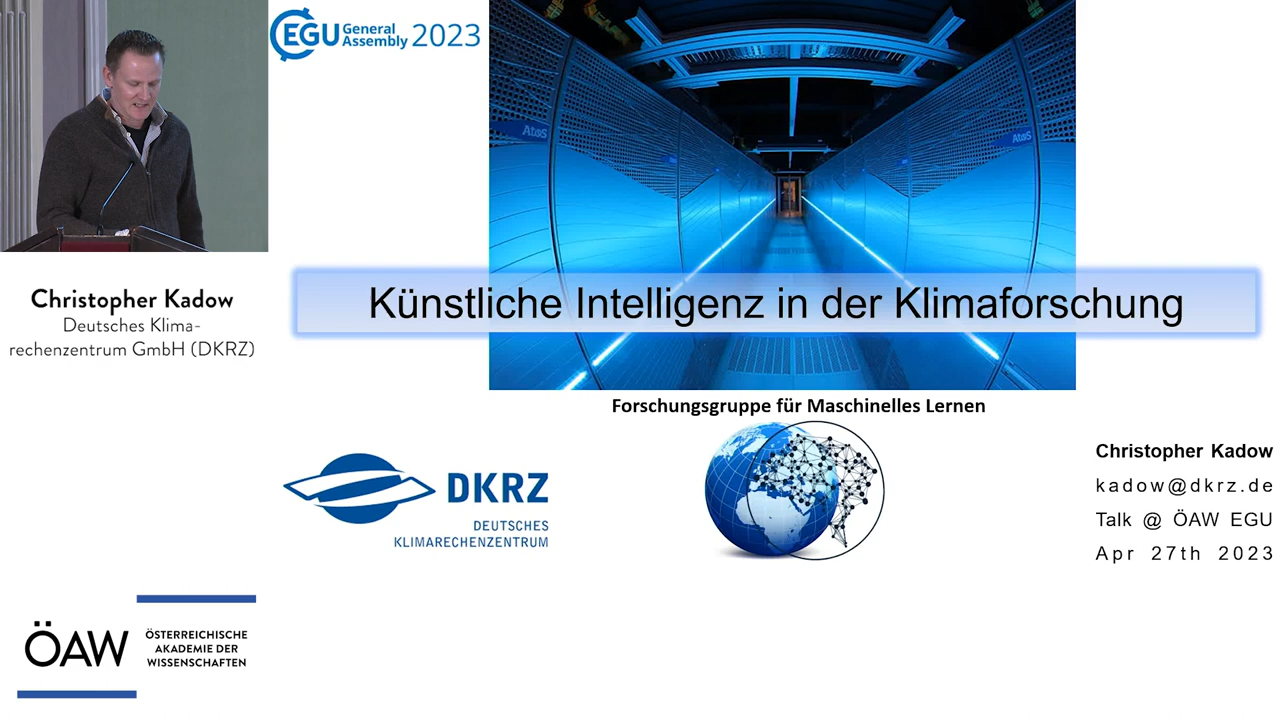 EGU General
Assembly 2023
Atos
Atos
Christopher Kadow
Deutsches Klima-
rechenzentrum GmbH (DKRZ)
Künstliche Intelligenz in der Klimaforschung
Forschungsgruppe für Maschinelles Lernen
DKRZ
DEUTSCHES
KLIMARECHENZENTRUM
Christopher Kadow
kadow@dkrz.de
Talk @ ÖAW EGU
Apr 27th 2023
ÖAW
ÖSTERREICHISCHE
AKADEMIE DER
WISSENSCHAFTEN